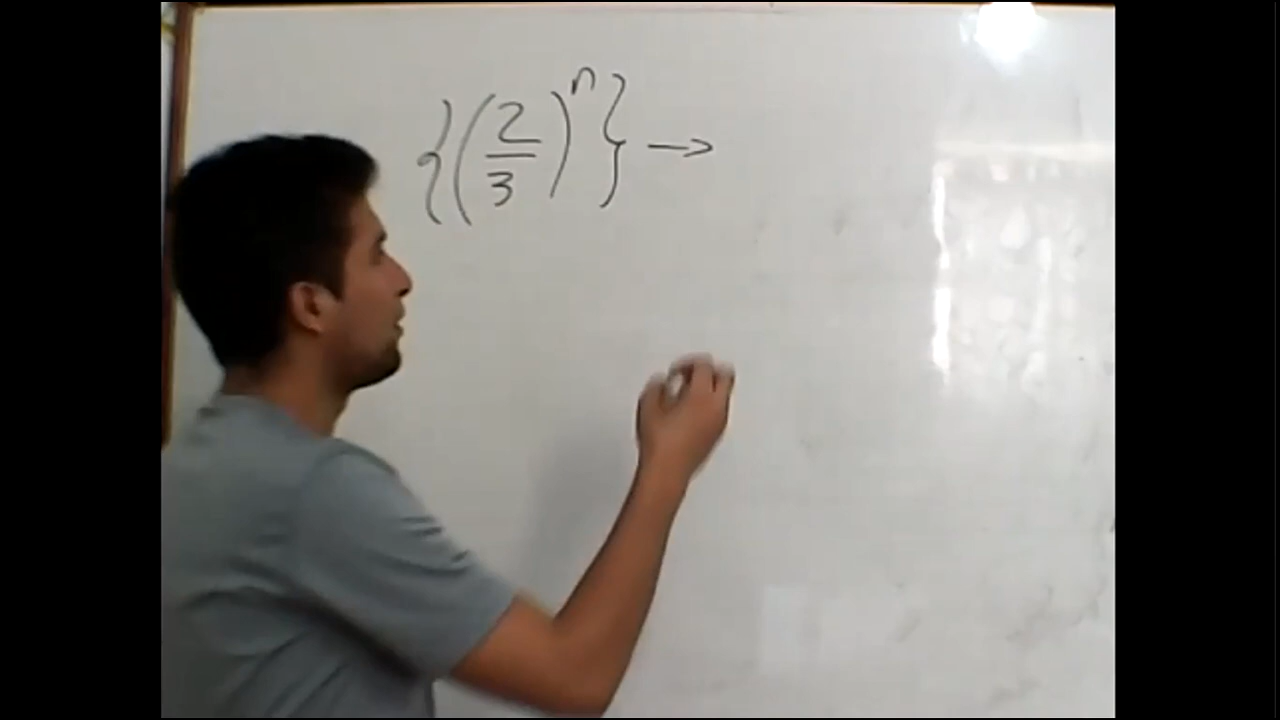 {(2/3)^n} →